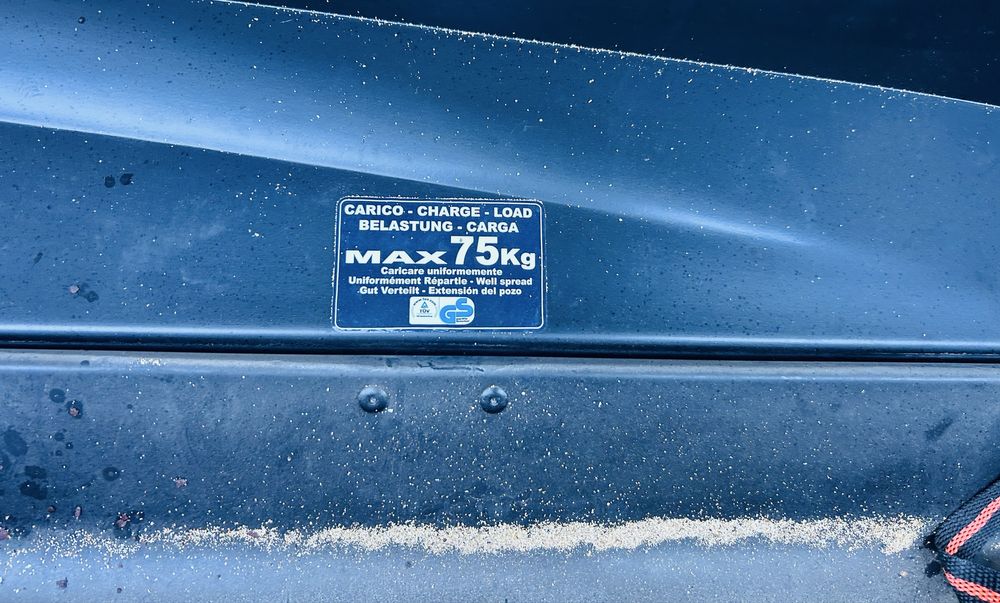 CARICO - CHARGE - LOAD
BELASTUNG - CARGA
MAX 75Kg
Caricare uniformemente
Uniformément Répartie - Well spread
Gut Verteilt - Extensión del pozo
TÜV
GS